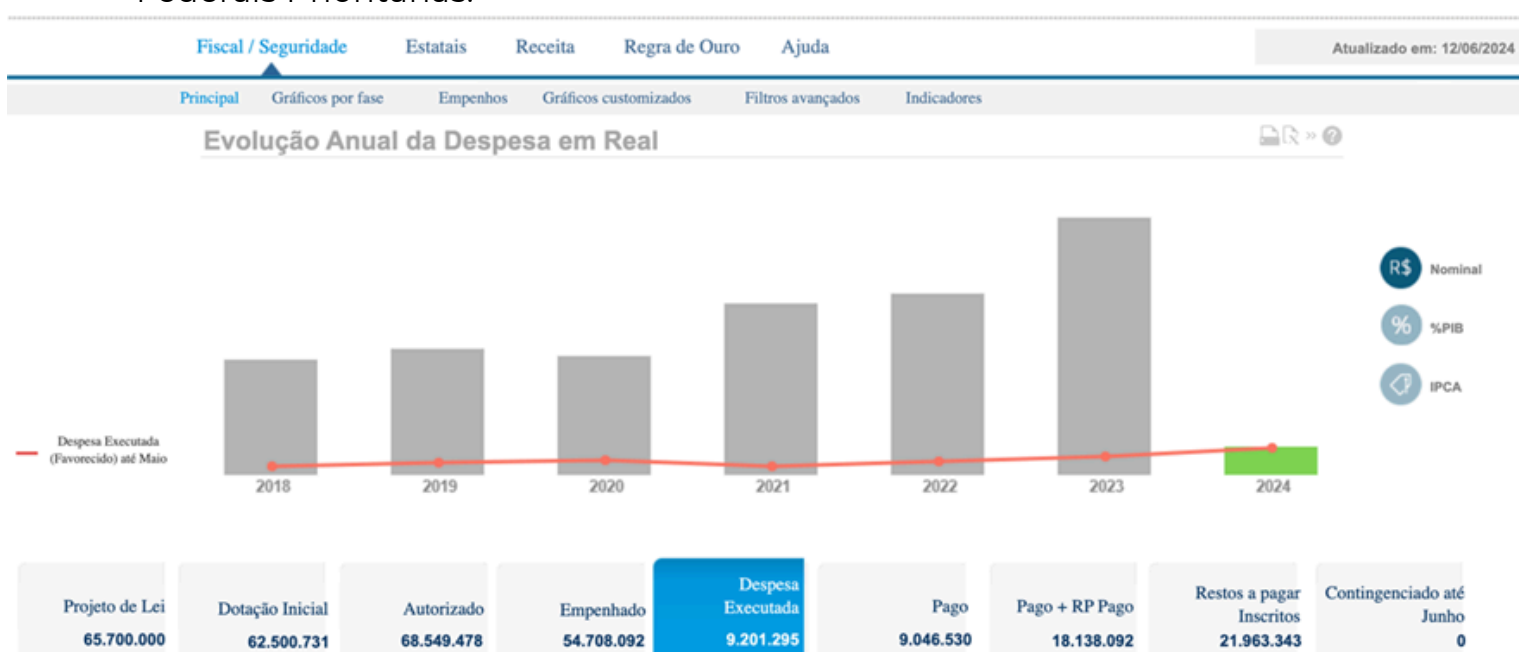 Federais Prioritárias.
Fiscal / Seguridade Estatais Receita Regra de Ouro Ajuda Atualizado em: 12/06/2024
Principal Gráficos por fase Empenhos Gráficos customizados Filtros avançados Indicadores
Evolução Anual da Despesa em Real
» ?
R$ Nominal
% %PIB
IPCA
Despesa Executada
(Favorecido) até Maio
2018 2019 2020 2021 2022 2023 2024
Projeto de Lei
65.700.000
Dotação Inicial
62.500.731
Autorizado
68.549.478
Empenhado
54.708.092
Despesa
Executada
9.201.295
Pago
9.046.530
Pago + RP Pago
18.138.092
Restos a pagar
Inscritos
21.963.343
Contingenciado até
Junho
0